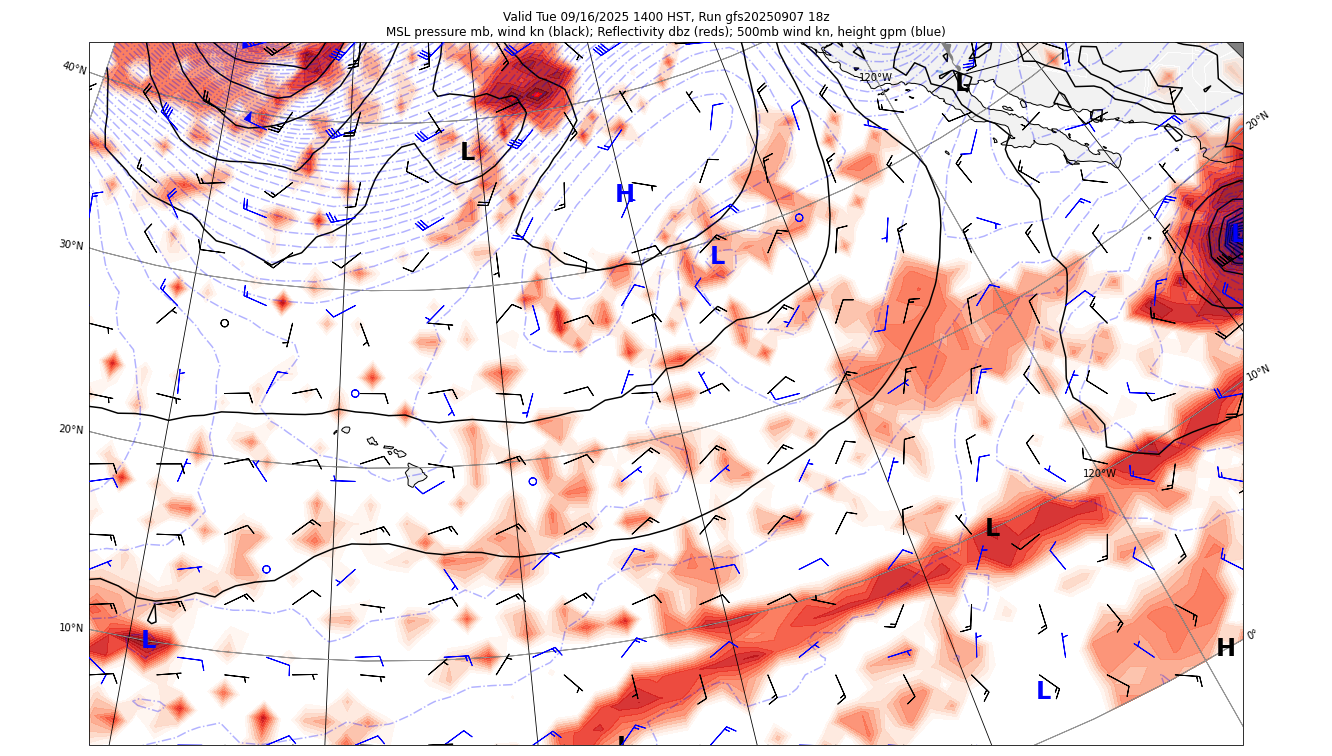 Valid Tue 09/16/2025 1400 HST, Run gfs20250907 18z
MSL pressure mb, wind kn (black); Reflectivity dbz (reds); 500mb wind kn, height gpm (blue)
40°N
120°W
L
20°N
L
H
30°N
L
L
10°N
20°N
120°W
L
10°N
L
0°
H
L
L